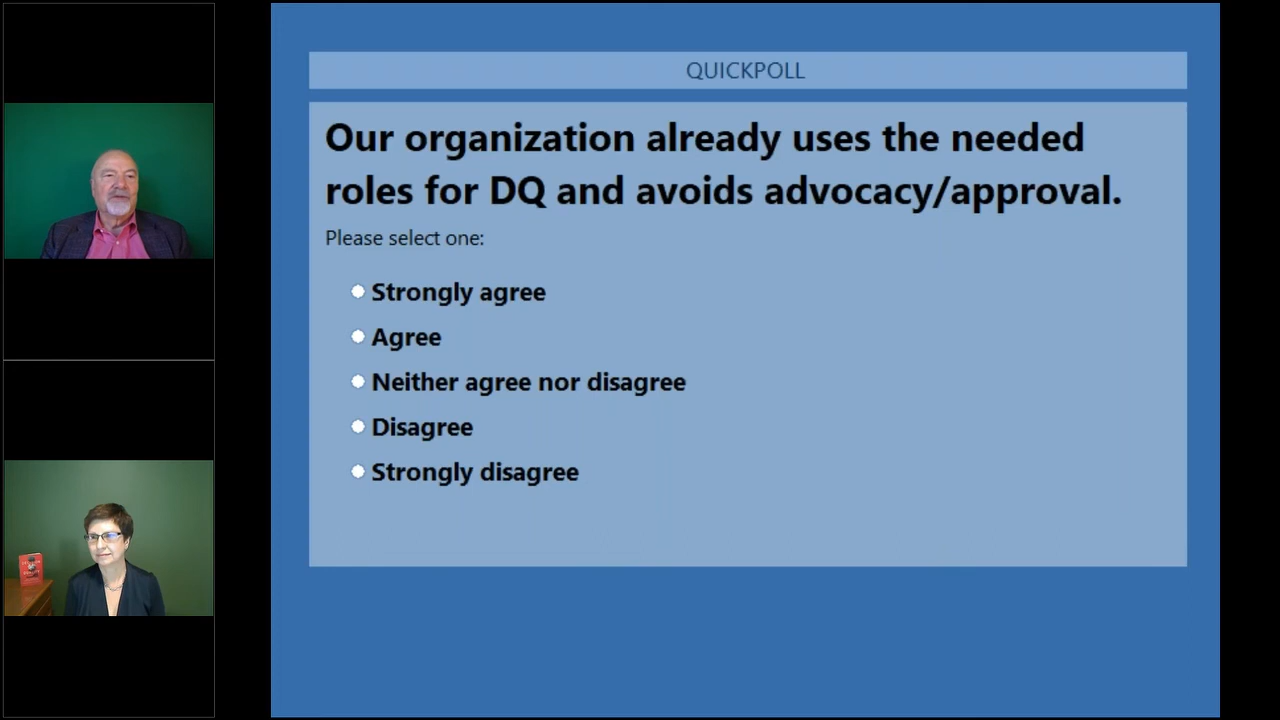 QUICKPOLL
Our organization already uses the needed
roles for DQ and avoids advocacy/approval.
Please select one:
Strongly agree
Agree
Neither agree nor disagree
Disagree
Strongly disagree